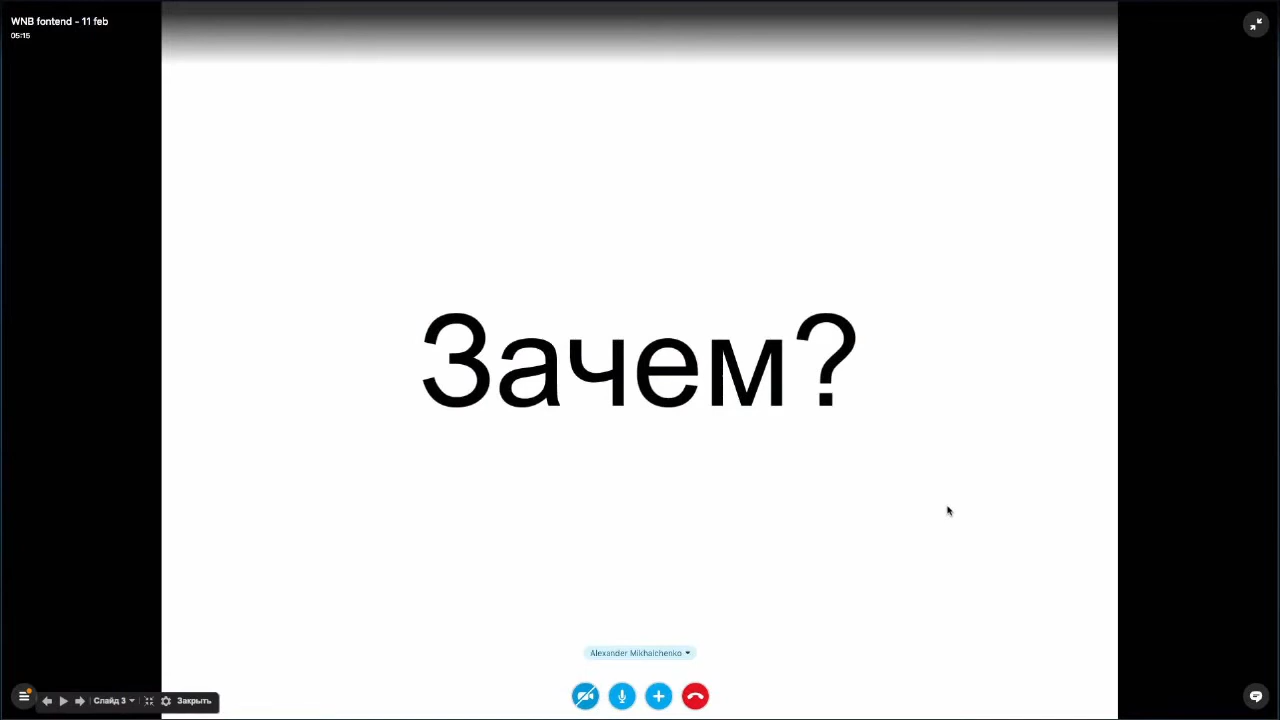 WNB fontend - 11 feb
05:15
Зачем?
Alexander Mikhalchenko
Слайд 3
Закрыть